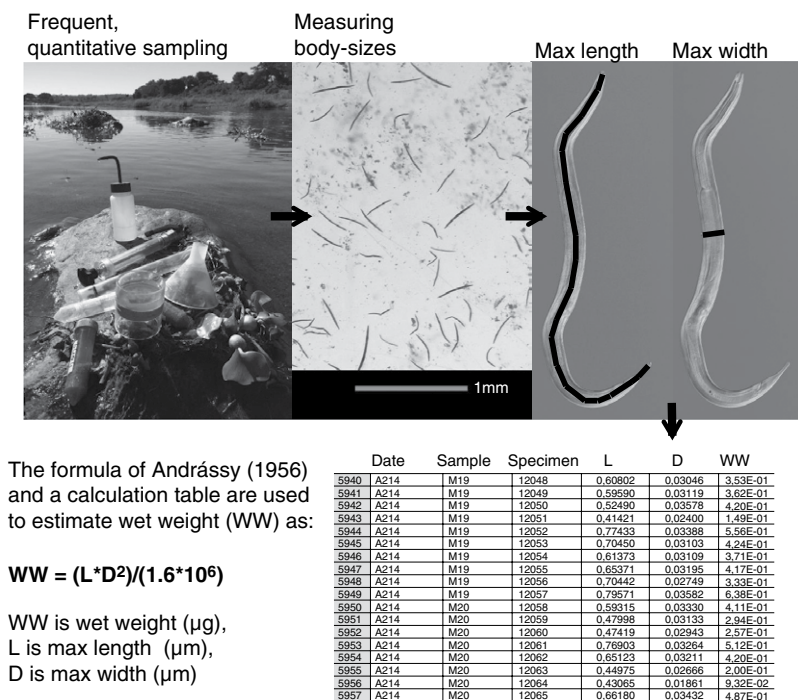 Frequent,
quantitative sampling
Measuring
body-sizes
Max length
Max width
1mm
The formula of Andrássy (1956)
and a calculation table are used
to estimate wet weight (WW) as:
WW = (L*D²)/(1.6*10⁶)
WW is wet weight (µg),
L is max length (µm),
D is max width (µm)
Date Sample Specimen L D WW
5940 A214 M19 12048 0,60802 0,03046 3,53E-01
5941 A214 M19 12049 0,59590 0,03119 3,62E-01
5942 A214 M19 12050 0,52490 0,03578 4,20E-01
5943 A214 M19 12051 0,41421 0,02400 1,49E-01
5944 A214 M19 12052 0,77433 0,03388 5,56E-01
5945 A214 M19 12053 0,70450 0,03103 4,24E-01
5946 A214 M19 12054 0,61373 0,03109 3,71E-01
5947 A214 M19 12055 0,65371 0,03195 4,17E-01
5948 A214 M19 12056 0,70442 0,02749 3,33E-01
5949 A214 M19 12057 0,79571 0,03582 6,38E-01
5950 A214 M20 12058 0,59315 0,03330 4,11E-01
5951 A214 M20 12059 0,47998 0,03133 2,94E-01
5952 A214 M20 12060 0,47419 0,02943 2,57E-01
5953 A214 M20 12061 0,76903 0,03264 5,12E-01
5954 A214 M20 12062 0,65123 0,03211 4,20E-01
5955 A214 M20 12063 0,44975 0,02666 2,00E-01
5956 A214 M20 12064 0,43065 0,01861 9,32E-02
5957 A214 M20 12065 0,66180 0,03432 4,87E-01